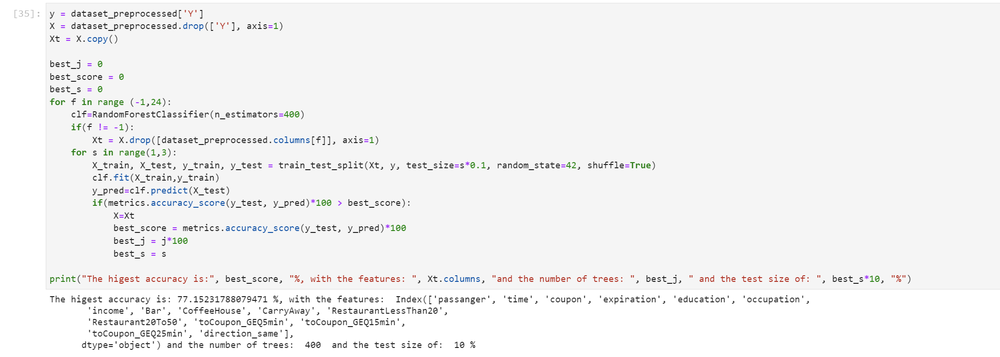 [35]: y = dataset_preprocessed['Y']
X = dataset_preprocessed.drop(['Y'], axis=1)
Xt = X.copy()

best_j = 0
best_score = 0
best_s = 0
for f in range (-1,24):
    clf=RandomForestClassifier(n_estimators=400)
    if(f != -1):
        Xt = X.drop([dataset_preprocessed.columns[f]], axis=1)
    for s in range(1,3):
        X_train, X_test, y_train, y_test = train_test_split(Xt, y, test_size=s*0.1, random_state=42, shuffle=True)
        clf.fit(X_train,y_train)
        y_pred=clf.predict(X_test)
        if(metrics.accuracy_score(y_test, y_pred)*100 > best_score):
            X=Xt
            best_score = metrics.accuracy_score(y_test, y_pred)*100
            best_j = j*100
            best_s = s

print("The higest accuracy is:", best_score, "%, with the features: ", Xt.columns, "and the number of trees: ", best_j, " and the test size of: ", best_s*10, "%")
The higest accuracy is: 77.15231788079471 %, with the features:  Index(['passanger', 'time', 'coupon', 'expiration', 'education', 'occupation',
       'income', 'Bar', 'CoffeeHouse', 'CarryAway', 'RestaurantLessThan20',
       'Restaurant20To50', 'toCoupon_GEQ5min', 'toCoupon_GEQ15min',
       'toCoupon_GEQ25min', 'direction_same'],
      dtype='object') and the number of trees:  400  and the test size of:  10 %